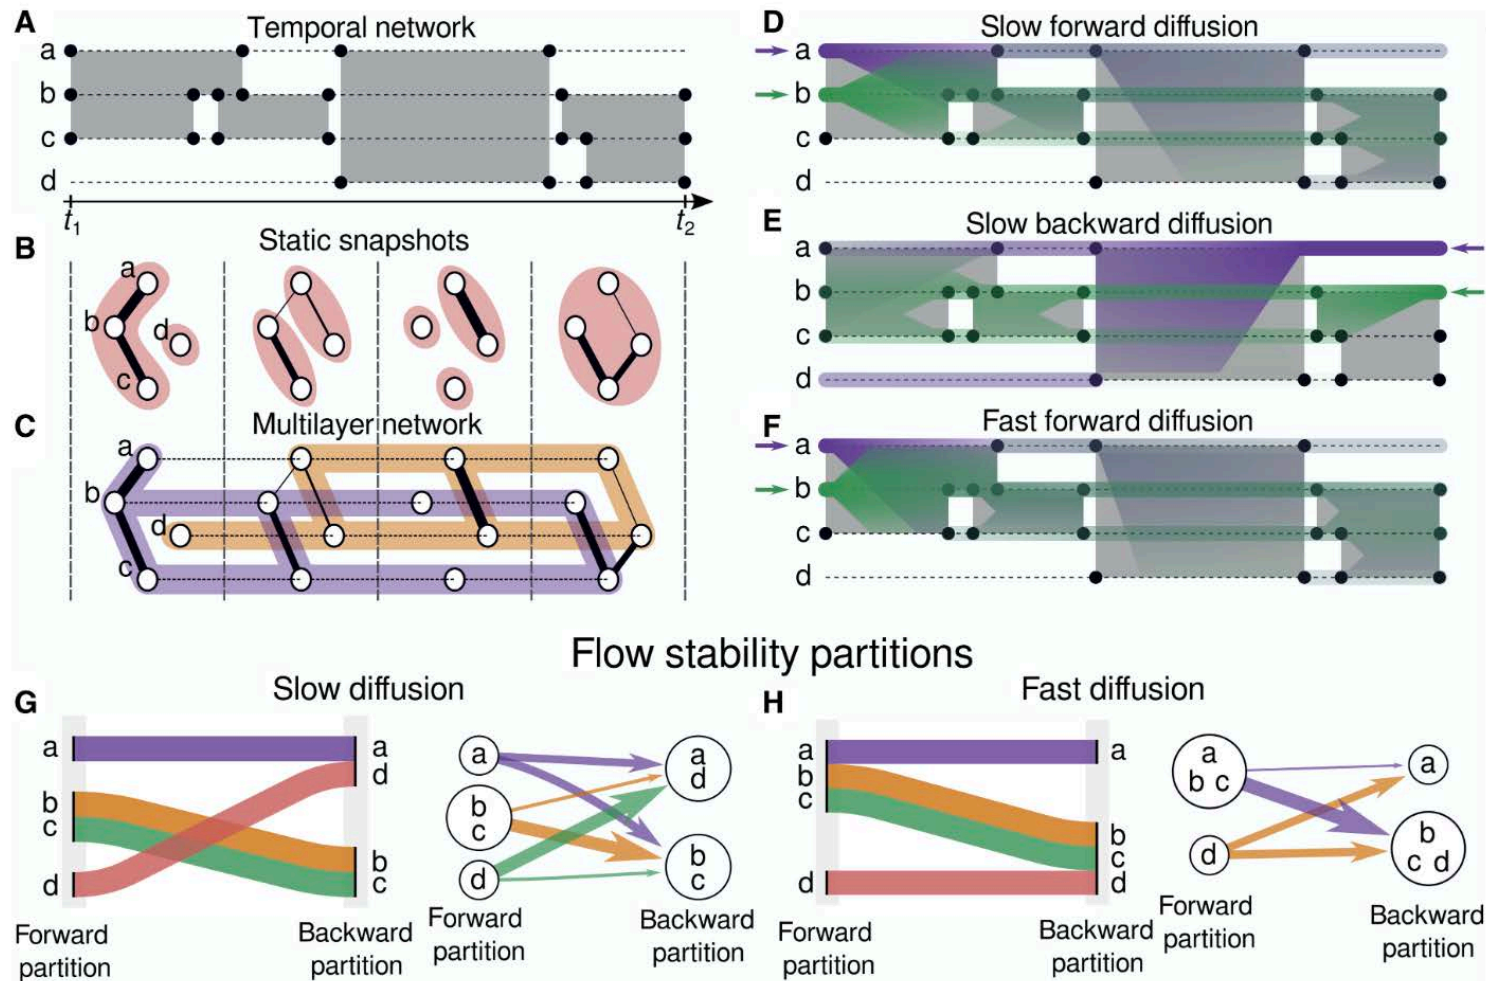 A
Temporal network
a
b
c
d
t1
t2
B
Static snapshots
a
b
d
c
C
Multilayer network
a
b
d
c
D
Slow forward diffusion
a
b
c
d
E
Slow backward diffusion
a
b
c
d
F
Fast forward diffusion
a
b
c
d
Flow stability partitions
G
Slow diffusion
a
b
c
d
a
d
b
c
Forward
partition
Backward
partition
a
b
c
d
a
d
b
c
Forward
partition
Backward
partition
H
Fast diffusion
a
b
c
d
a
b
c
d
Forward
partition
Backward
partition
a
b c
d
a
b
c d
Forward
partition
Backward
partition